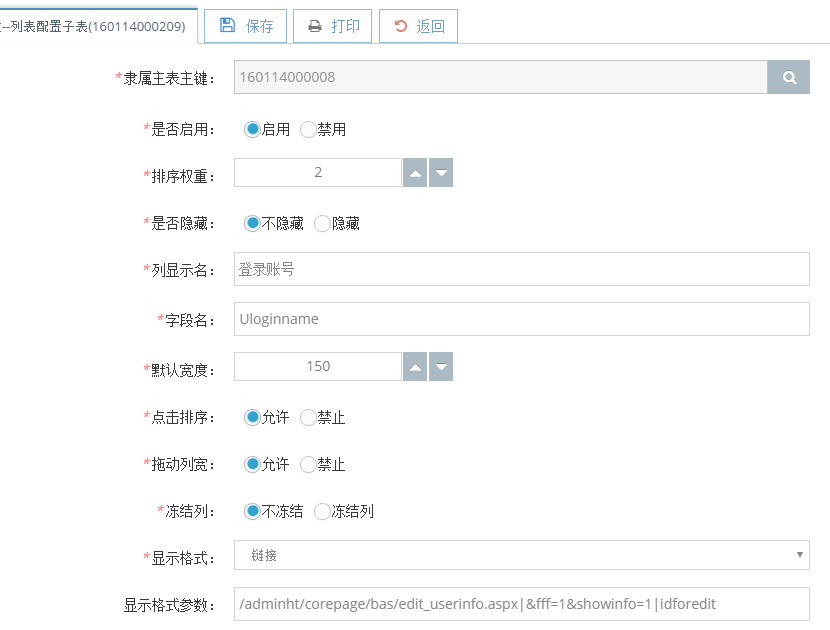 --列表配置子表(160114000209) 保存 打印 返回
*隶属主表主键: 160114000008
*是否启用: 启用 禁用
*排序权重: 2
*是否隐藏: 不隐藏 隐藏
*列显示名: 登录账号
*字段名: Uloginname
*默认宽度: 150
*点击排序: 允许 禁止
*拖动列宽: 允许 禁止
*冻结列: 不冻结 冻结列
*显示格式: 链接
显示格式参数: /adminht/corepage/bas/edit_userinfo.aspx|&fff=1&showinfo=1|idforedit